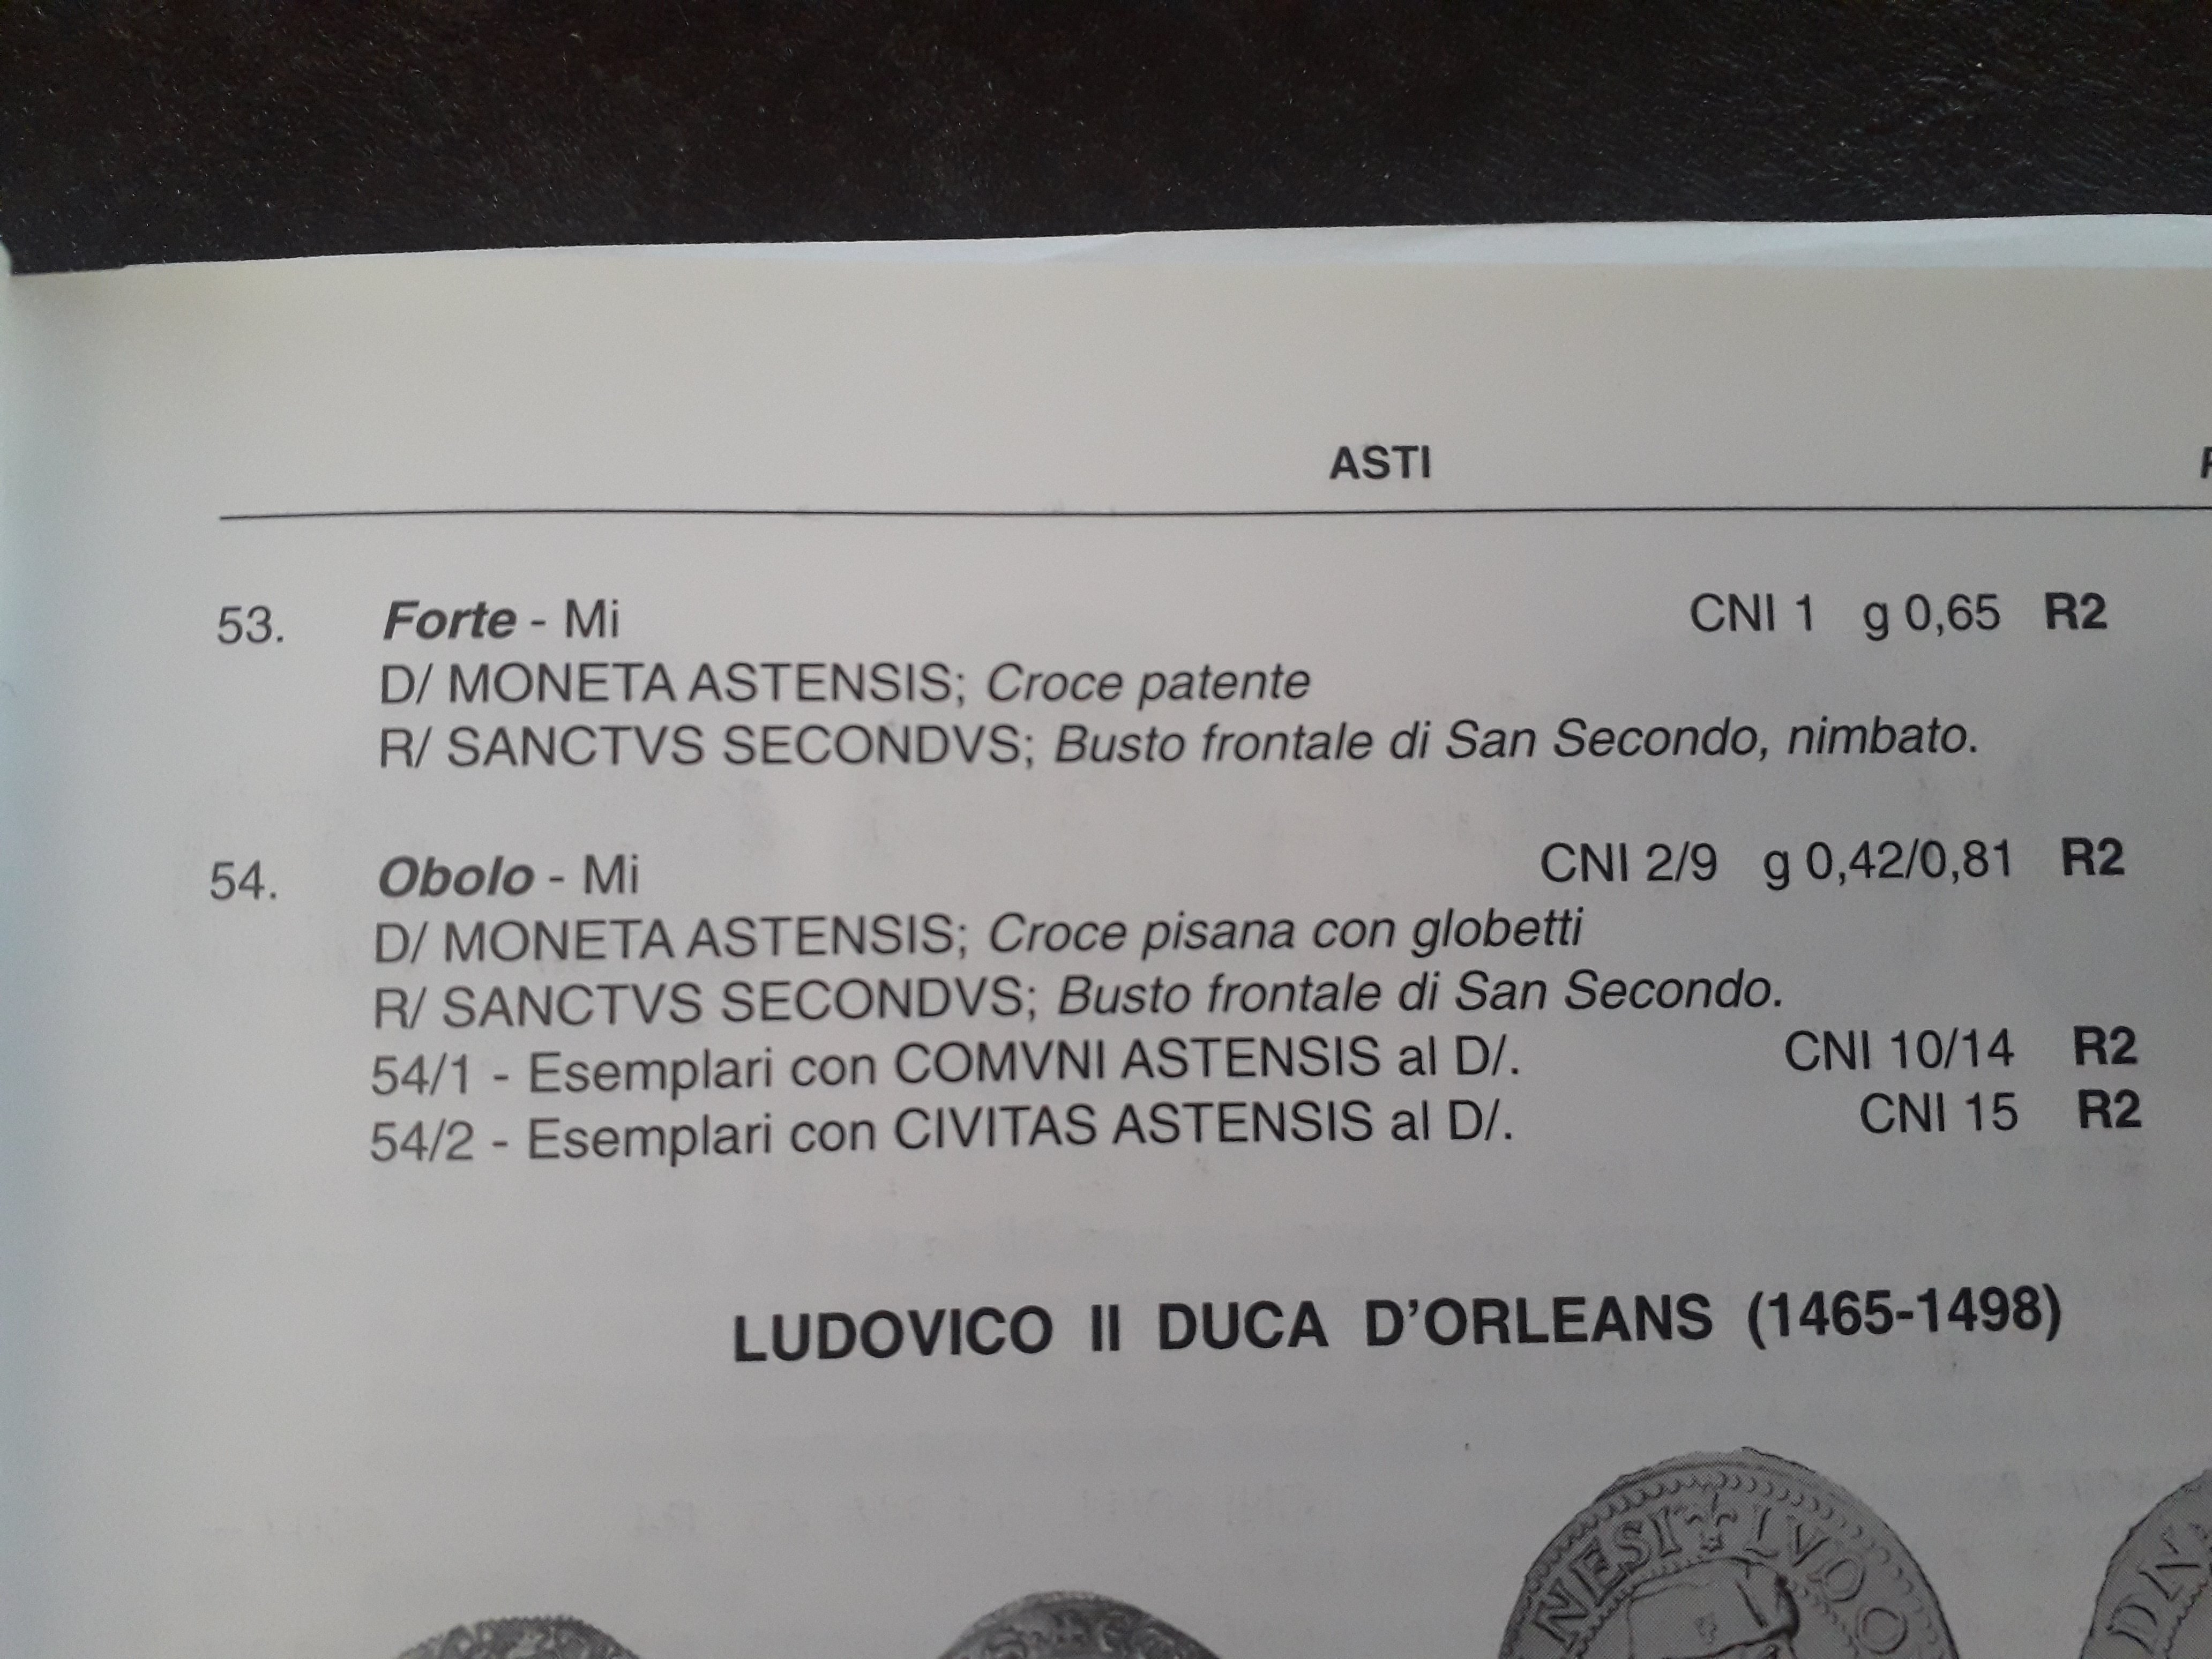 ASTI
53. Forte - Mi CNI 1 g 0,65 R2
D/ MONETA ASTENSIS; Croce patente
R/ SANCTVS SECONDVS; Busto frontale di San Secondo, nimbato.
54. Obolo - Mi CNI 2/9 g 0,42/0,81 R2
D/ MONETA ASTENSIS; Croce pisana con globetti
R/ SANCTVS SECONDVS; Busto frontale di San Secondo.
54/1 - Esemplari con COMVNI ASTENSIS al D/. CNI 10/14 R2
54/2 - Esemplari con CIVITAS ASTENSIS al D/. CNI 15 R2
LUDOVICO II DUCA D'ORLEANS (1465-1498)
NESI LVDO
DN